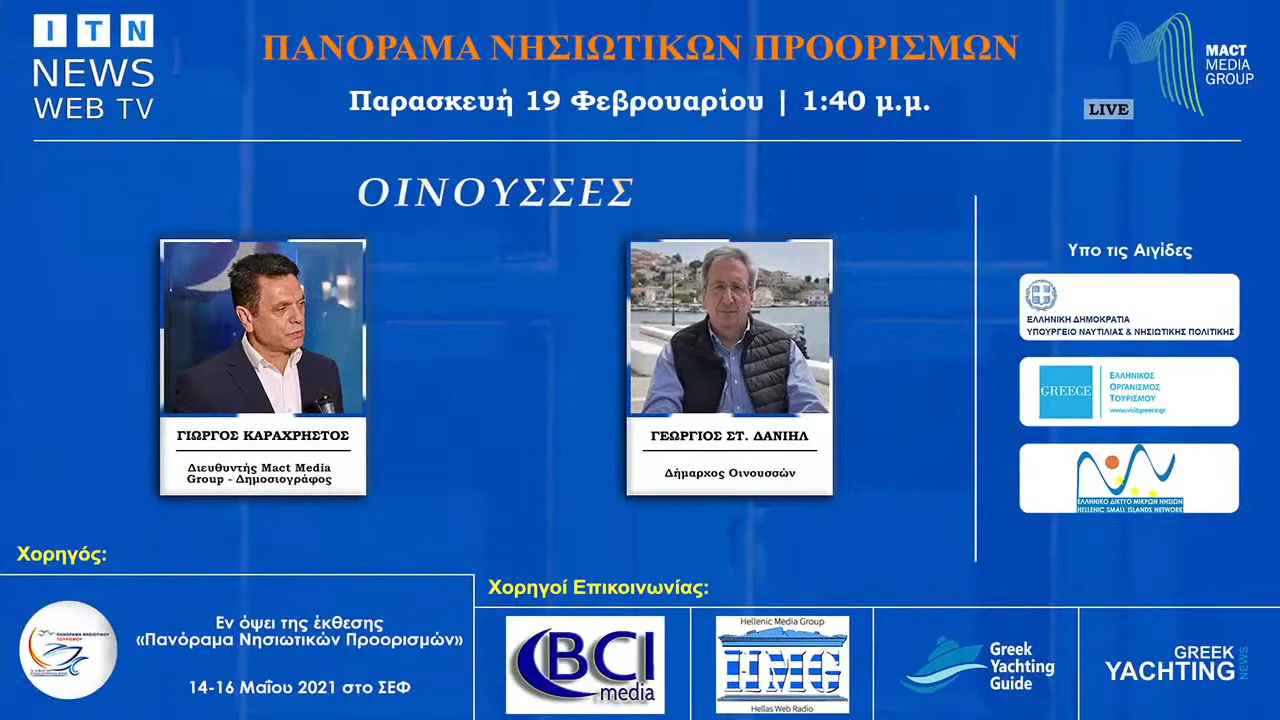 ITN
NEWS
WEB TV
ΠΑΝΟΡΑΜΑ ΝΗΣΙΩΤΙΚΩΝ ΠΡΟΟΡΙΣΜΩΝ
Παρασκευή 19 Φεβρουαρίου | 1:40 μ.μ.
LIVE
MACT
MEDIA
GROUP
ΟΙΝΟΥΣΣΕΣ
ΓΙΩΡΓΟΣ ΚΑΡΑΧΡΗΣΤΟΣ
Διευθυντής Mact Media
Group - Δημοσιογράφος
ΓΕΩΡΓΙΟΣ ΣΤ. ΔΑΝΙΗΛ
Δήμαρχος Οινουσσών
Υπο τις Αιγίδες
ΕΛΛΗΝΙΚΗ ΔΗΜΟΚΡΑΤΙΑ
ΥΠΟΥΡΓΕΙΟ ΝΑΥΤΙΛΙΑΣ & ΝΗΣΙΩΤΙΚΗΣ ΠΟΛΙΤΙΚΗΣ
GREECE
ΕΛΛΗΝΙΚΟΣ
ΟΡΓΑΝΙΣΜΟΣ
ΤΟΥΡΙΣΜΟΥ
www.visitgreece.gr
ΕΛΛΗΝΙΚΟ ΔΙΚΤΥΟ ΜΙΚΡΩΝ ΝΗΣΙΩΝ
HELLENIC SMALL ISLANDS NETWORK
Χορηγός:
ΠΑΝΟΡΑΜΑ ΝΗΣΙΩΤΙΚΟΥ
ΤΟΥΡΙΣΜΟΥ
Εν όψει της έκθεσης
«Πανόραμα Νησιωτικών Προορισμών»
14-16 Μαΐου 2021 στο ΣΕΦ
Χορηγοί Επικοινωνίας:
BCI
media
Hellenic Media Group
HMG
Hellas Web Radio
Greek
Yachting
Guide
GREEK
YACHTING
NEWS